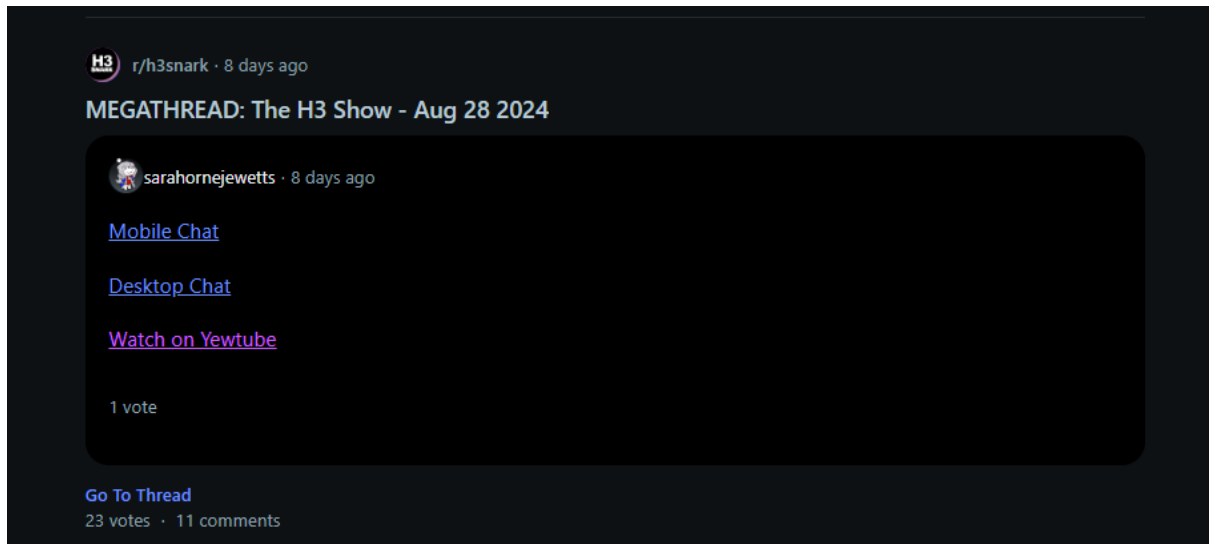 H3
SNARK
r/h3snark · 8 days ago
MEGATHREAD: The H3 Show - Aug 28 2024
sarahornejewetts · 8 days ago
Mobile Chat
Desktop Chat
Watch on Yewtube
1 vote
Go To Thread
23 votes · 11 comments